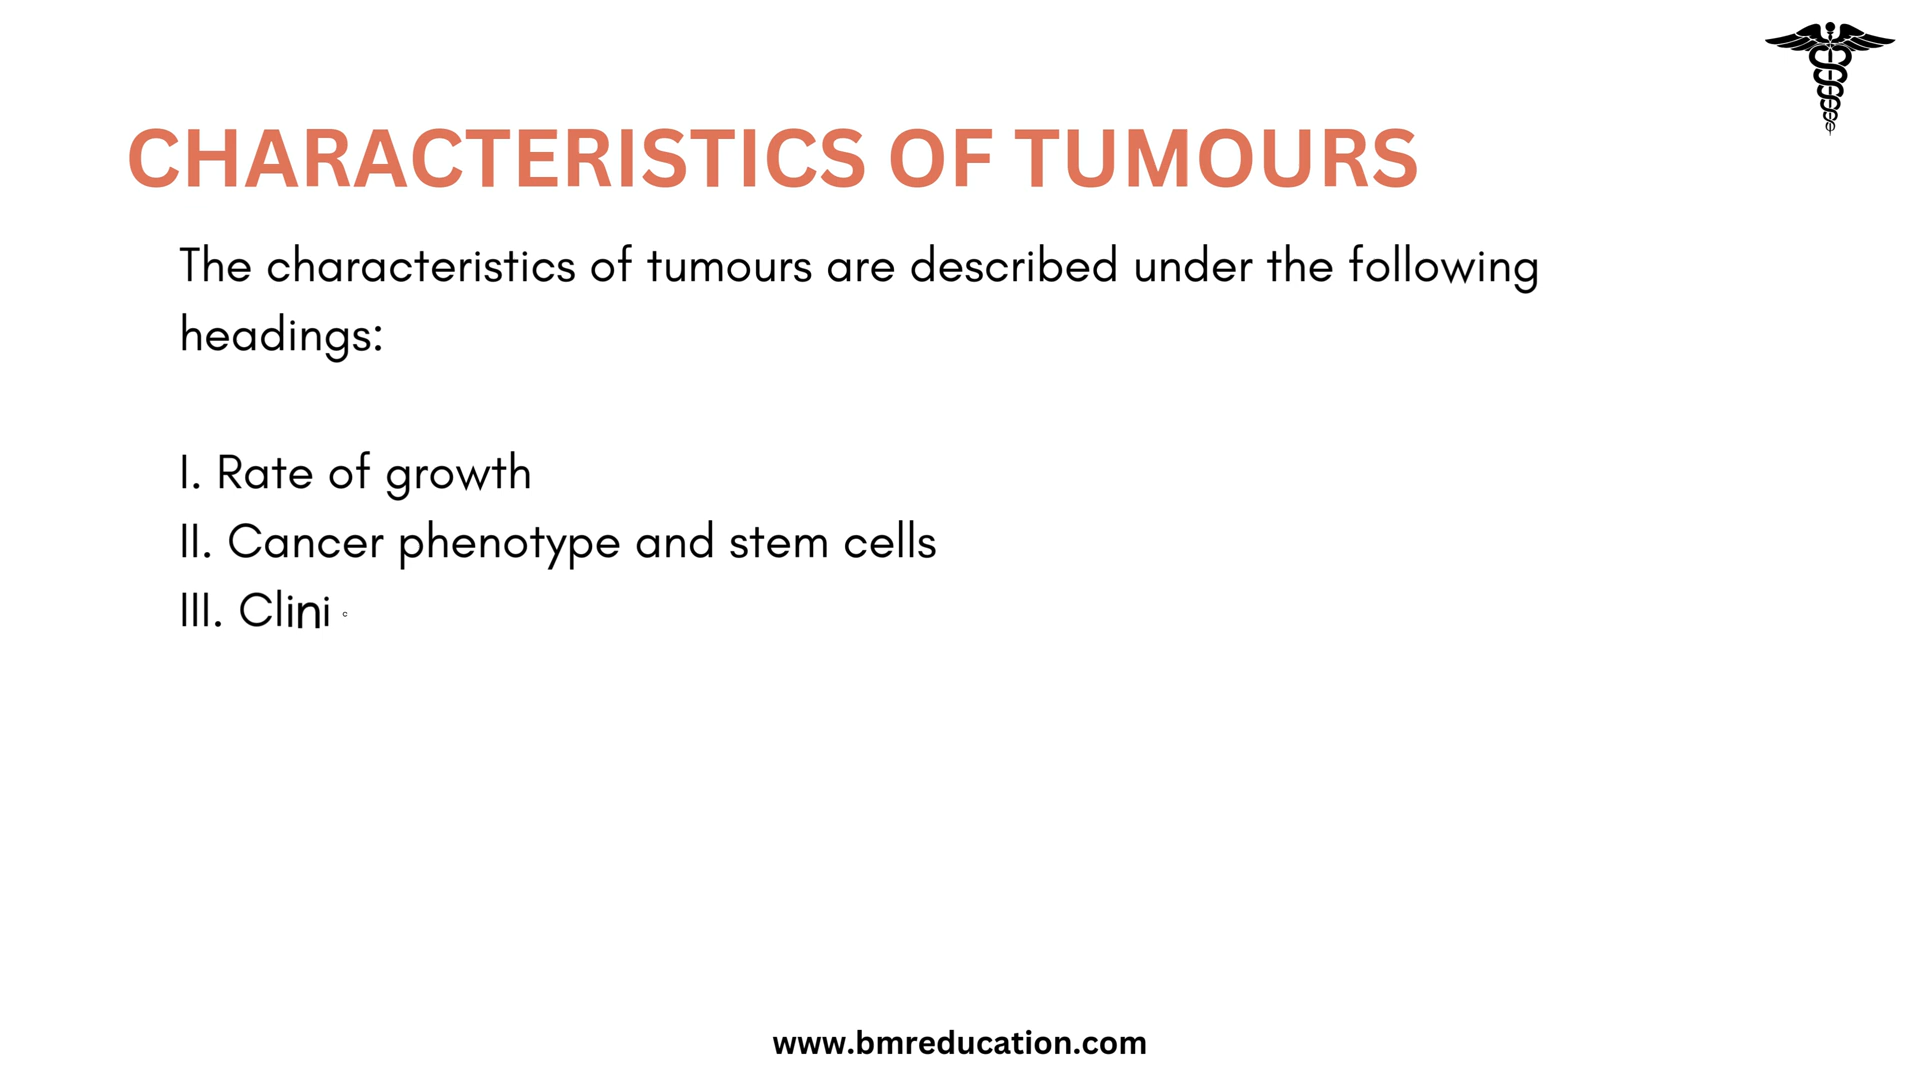 CHARACTERISTICS OF TUMOURS
The characteristics of tumours are described under the following
headings:
I. Rate of growth
II. Cancer phenotype and stem cells
III. Clinic
www.bmreducation.com